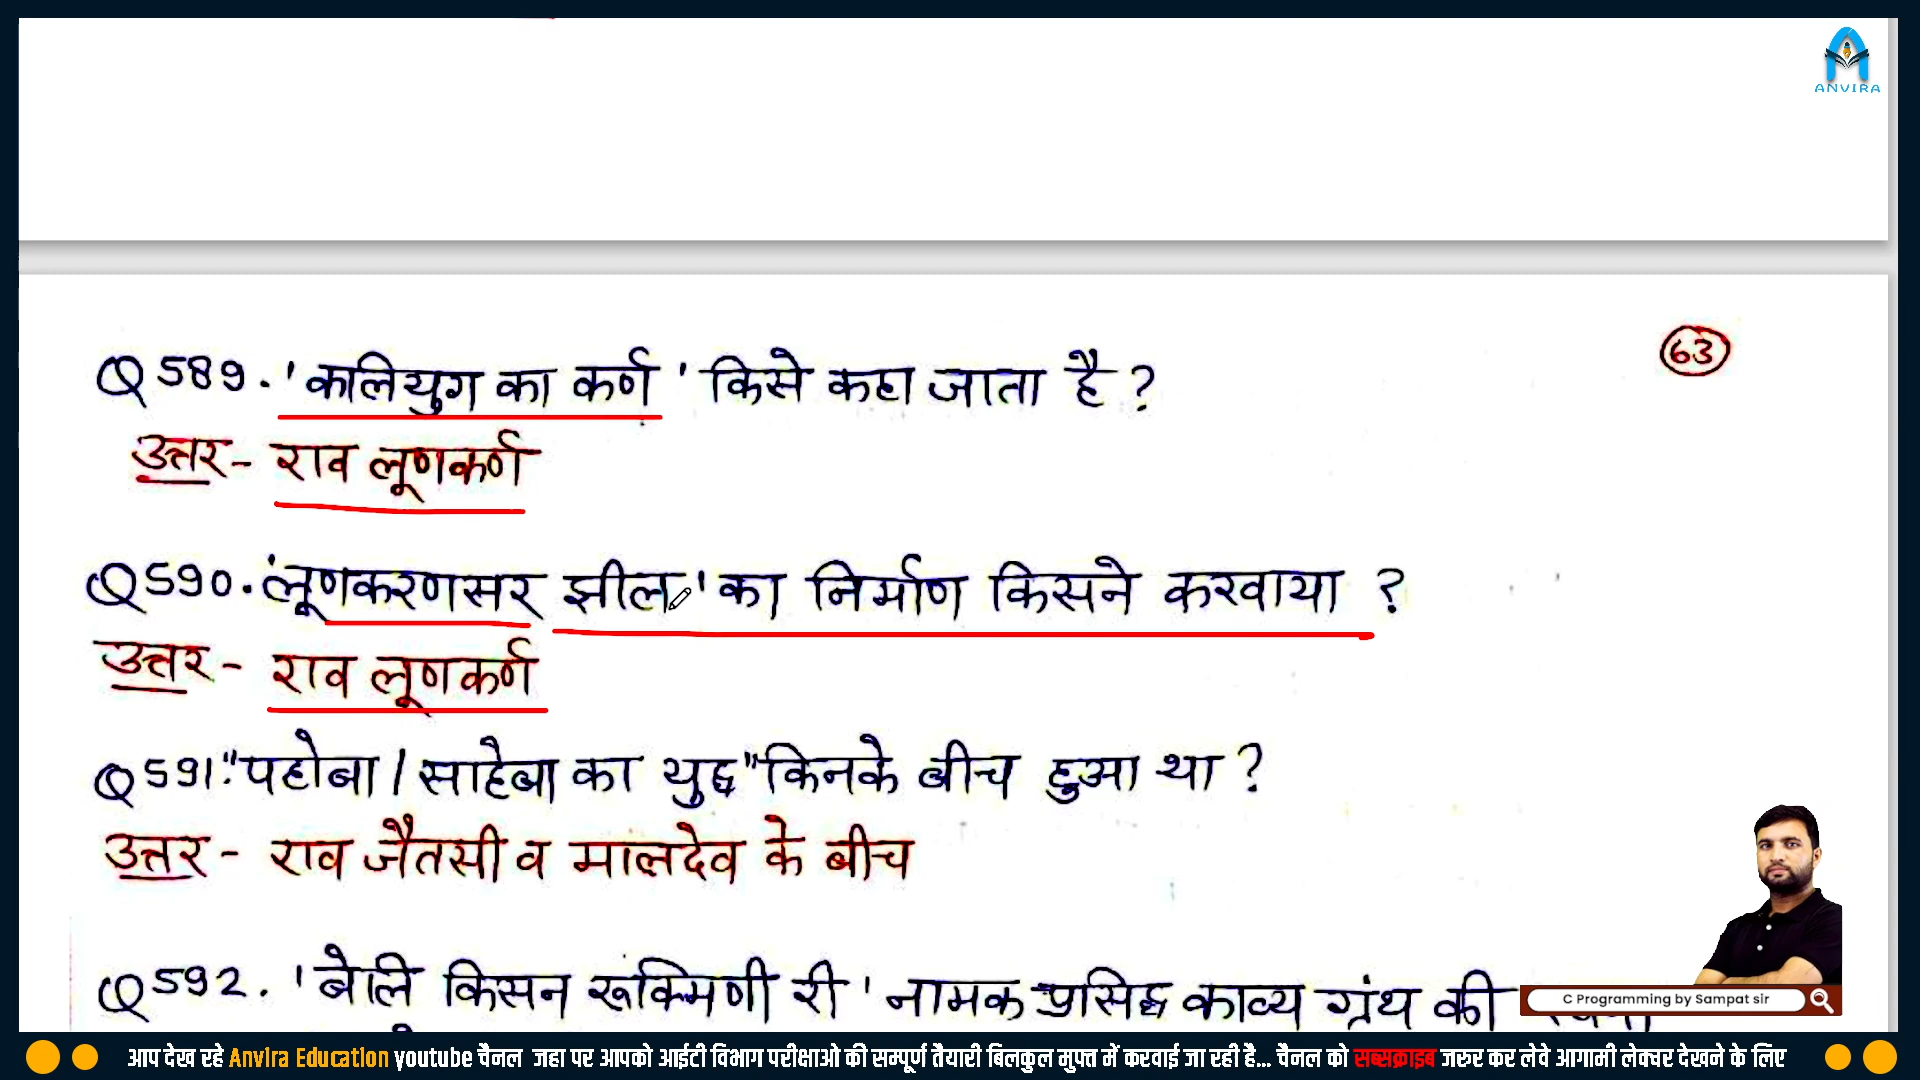 ANVIRA
63
Q589. 'कलियुग का कर्ण' किसे कहा जाता है?
उत्तर- राव लूणकर्ण
Q590. 'लूणकरणसर झील' का निर्माण किसने करवाया ?
उत्तर- राव लूणकर्ण
Q591. "पहोबा / साहेबा का युद्ध" किनके बीच हुआ था ?
उत्तर- राव जैतसी व मालदेव के बीच
Q592. 'बेलि किसन रूक्मिणी री' नामक प्रसिद्ध काव्य ग्रंथ की
C Programming by Sampat sir
आप देख रहे Anvira Education youtube चैनल जहा पर आपको आईटी विभाग परीक्षाओ की सम्पूर्ण तैयारी बिलकुल मुफ्त में करवाई जा रही है... चैनल को सब्सक्राइब जरुर कर लेवे आगामी लेक्चर देखने के लिए